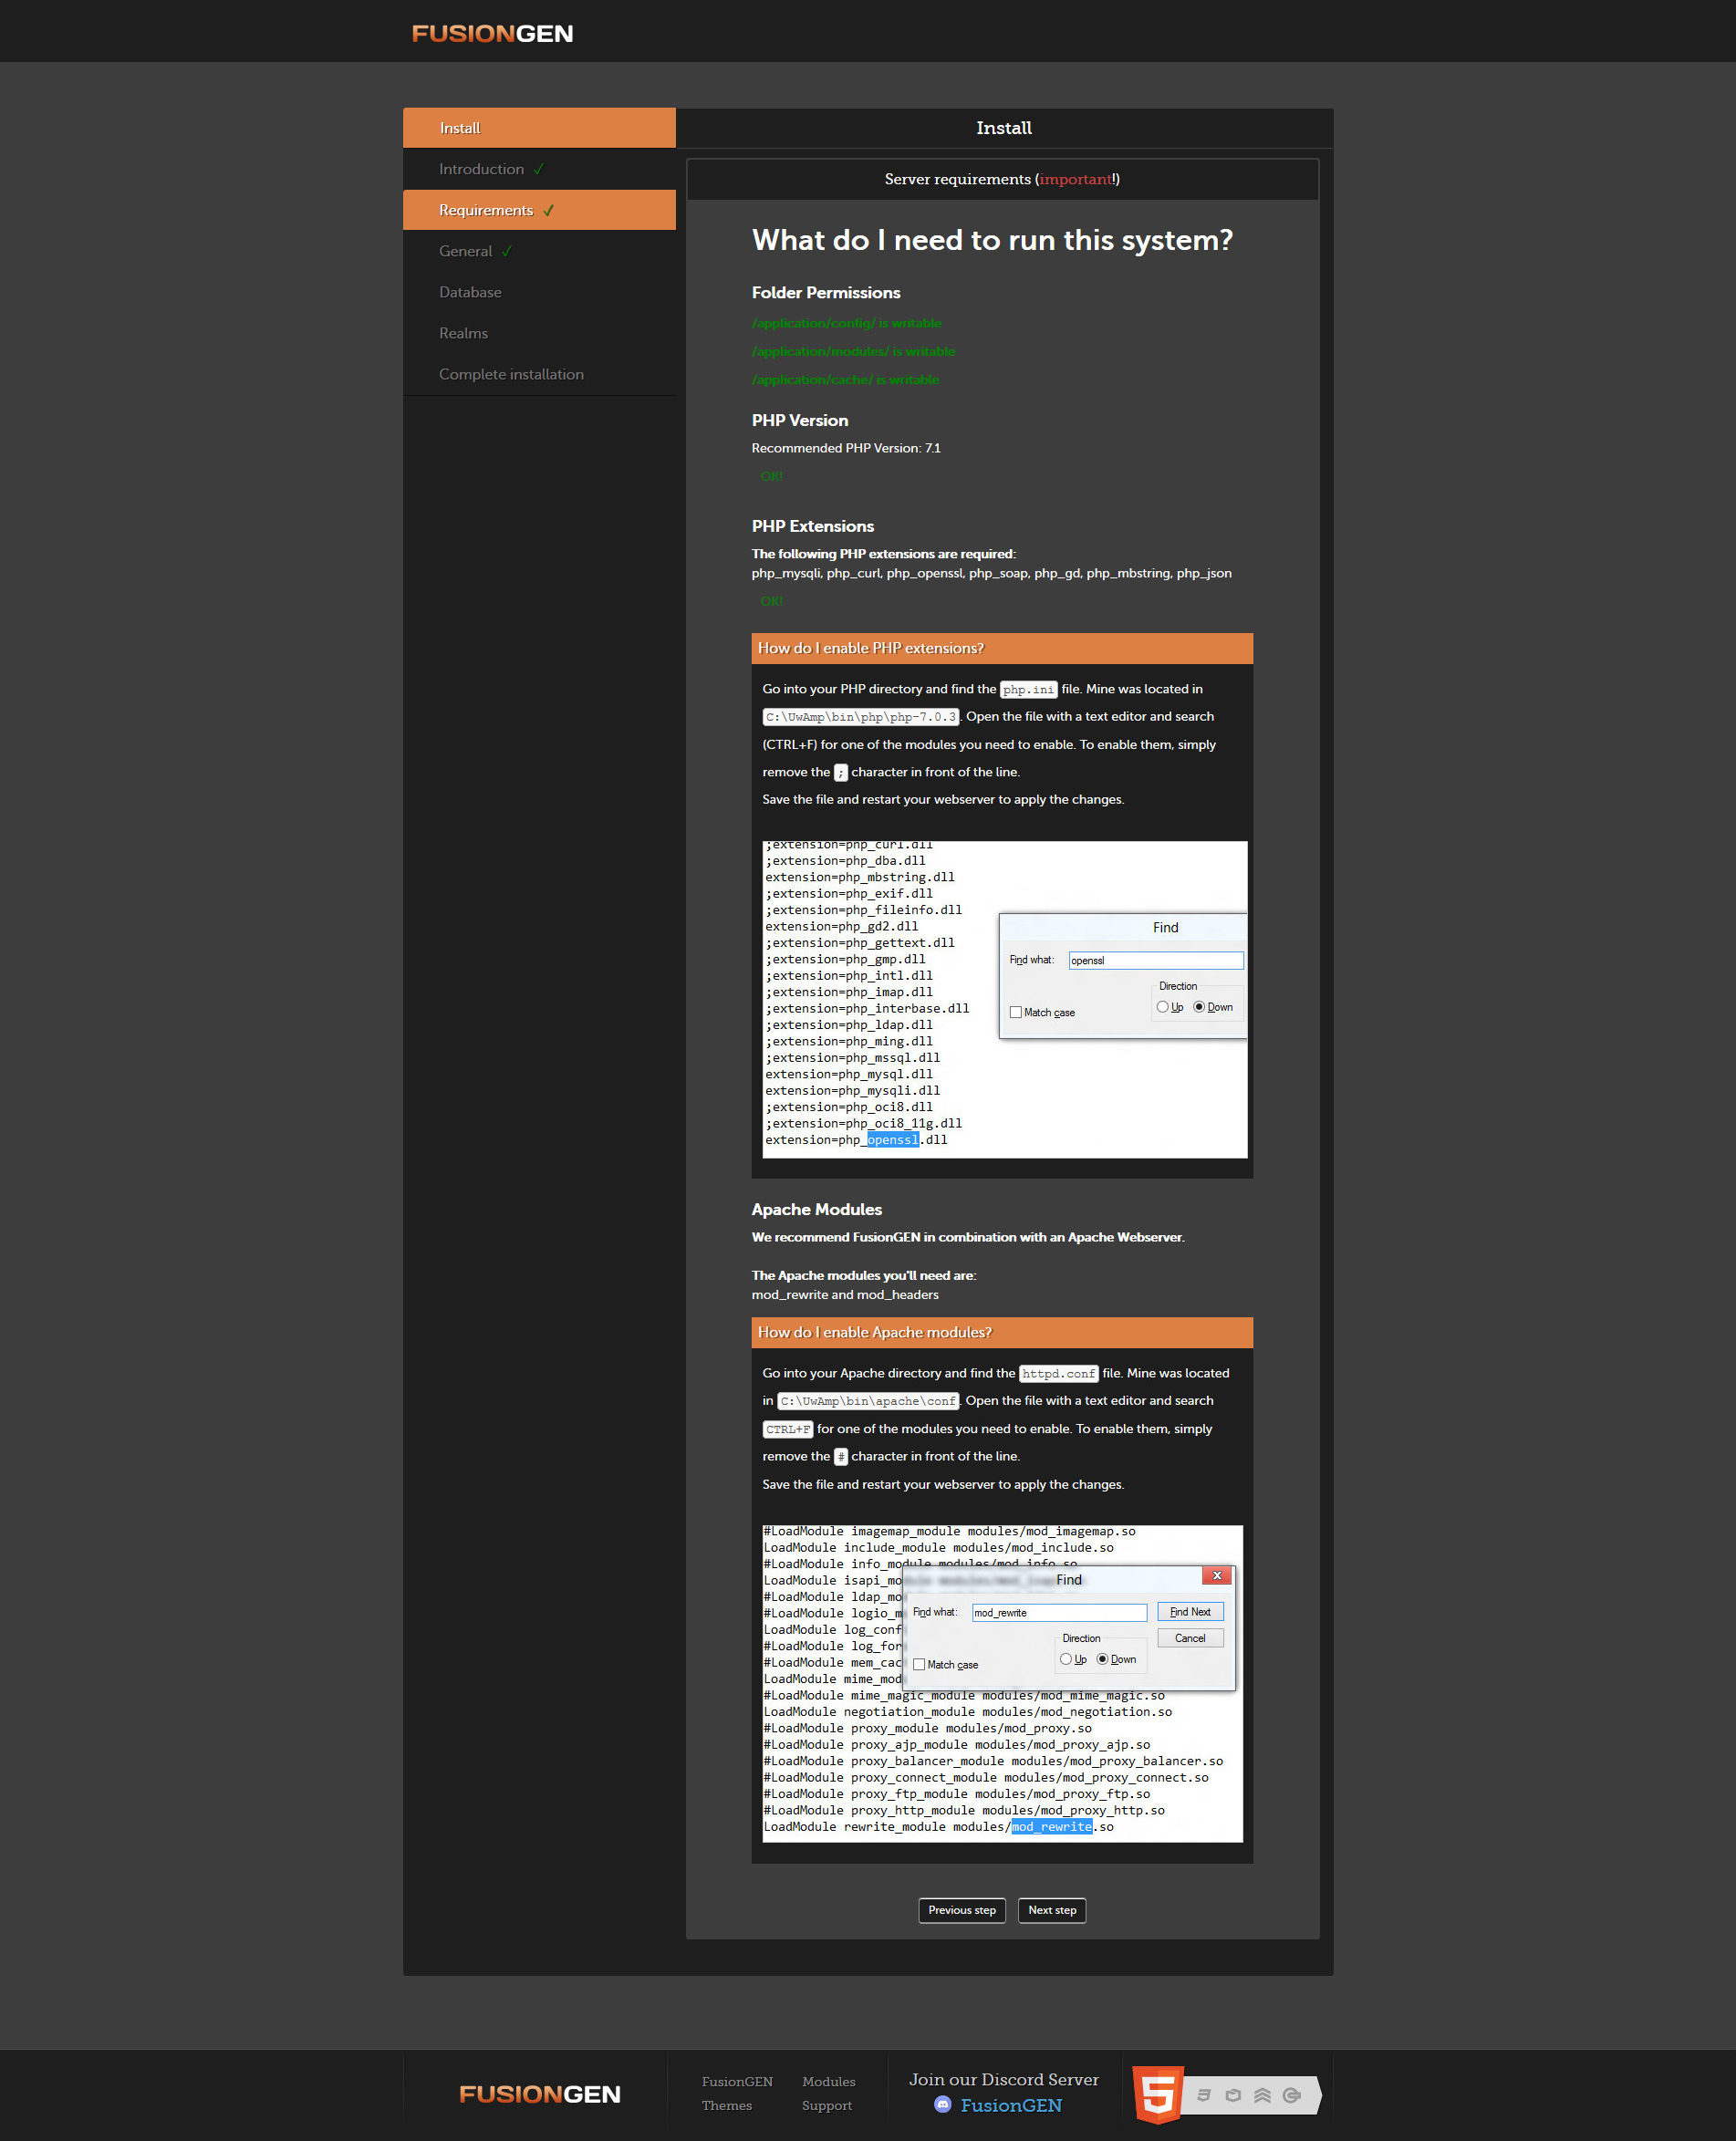 FUSIONGEN
Install
Introduction ✓
Requirements ✓
General ✓
Database
Realms
Complete installation
Install
Server requirements (important!)
What do I need to run this system?
Folder Permissions
/application/config/ is writable
/application/modules/ is writable
/application/cache/ is writable
PHP Version
Recommended PHP Version: 7.1
OK!
PHP Extensions
The following PHP extensions are required:
php_mysqli, php_curl, php_openssl, php_soap, php_gd, php_mbstring, php_json
OK!
How do I enable PHP extensions?
Go into your PHP directory and find the php.ini file. Mine was located in
C:\UwAmp\bin\php\php-7.0.3. Open the file with a text editor and search
(CTRL+F) for one of the modules you need to enable. To enable them, simply
remove the ; character in front of the line.
Save the file and restart your webserver to apply the changes.
;extension=php_curl.dll
;extension=php_dba.dll
extension=php_mbstring.dll
;extension=php_exif.dll
;extension=php_fileinfo.dll
extension=php_gd2.dll
;extension=php_gettext.dll
;extension=php_gmp.dll
;extension=php_intl.dll
;extension=php_imap.dll
;extension=php_interbase.dll
;extension=php_ldap.dll
;extension=php_ming.dll
;extension=php_mssql.dll
extension=php_mysql.dll
extension=php_mysqli.dll
;extension=php_oci8.dll
;extension=php_oci8_11g.dll
extension=php_openssl.dll
Find
Find what: openssl
Direction
Up Down
Match case
Apache Modules
We recommend FusionGEN in combination with an Apache Webserver.
The Apache modules you'll need are:
mod_rewrite and mod_headers
How do I enable Apache modules?
Go into your Apache directory and find the httpd.conf file. Mine was located
in C:\UwAmp\bin\apache\conf. Open the file with a text editor and search
CTRL+F for one of the modules you need to enable. To enable them, simply
remove the # character in front of the line.
Save the file and restart your webserver to apply the changes.
#LoadModule imagemap_module modules/mod_imagemap.so
LoadModule include_module modules/mod_include.so
#LoadModule info_module modules/mod_info.so
LoadModule isapi_mo
#LoadModule ldap_mo
#LoadModule logio_m
LoadModule log_conf
#LoadModule log_for
#LoadModule mem_cac
LoadModule mime_mod
#LoadModule mime_magic_module modules/mod_mime_magic.so
LoadModule negotiation_module modules/mod_negotiation.so
#LoadModule proxy_module modules/mod_proxy.so
#LoadModule proxy_ajp_module modules/mod_proxy_ajp.so
#LoadModule proxy_balancer_module modules/mod_proxy_balancer.so
#LoadModule proxy_connect_module modules/mod_proxy_connect.so
#LoadModule proxy_ftp_module modules/mod_proxy_ftp.so
#LoadModule proxy_http_module modules/mod_proxy_http.so
LoadModule rewrite_module modules/mod_rewrite.so
Find
x
Find what: mod_rewrite
Find Next
Direction
Cancel
Up Down
Match case
Previous step
Next step
FUSIONGEN
FusionGEN Modules
Themes Support
Join our Discord Server
FusionGEN
5